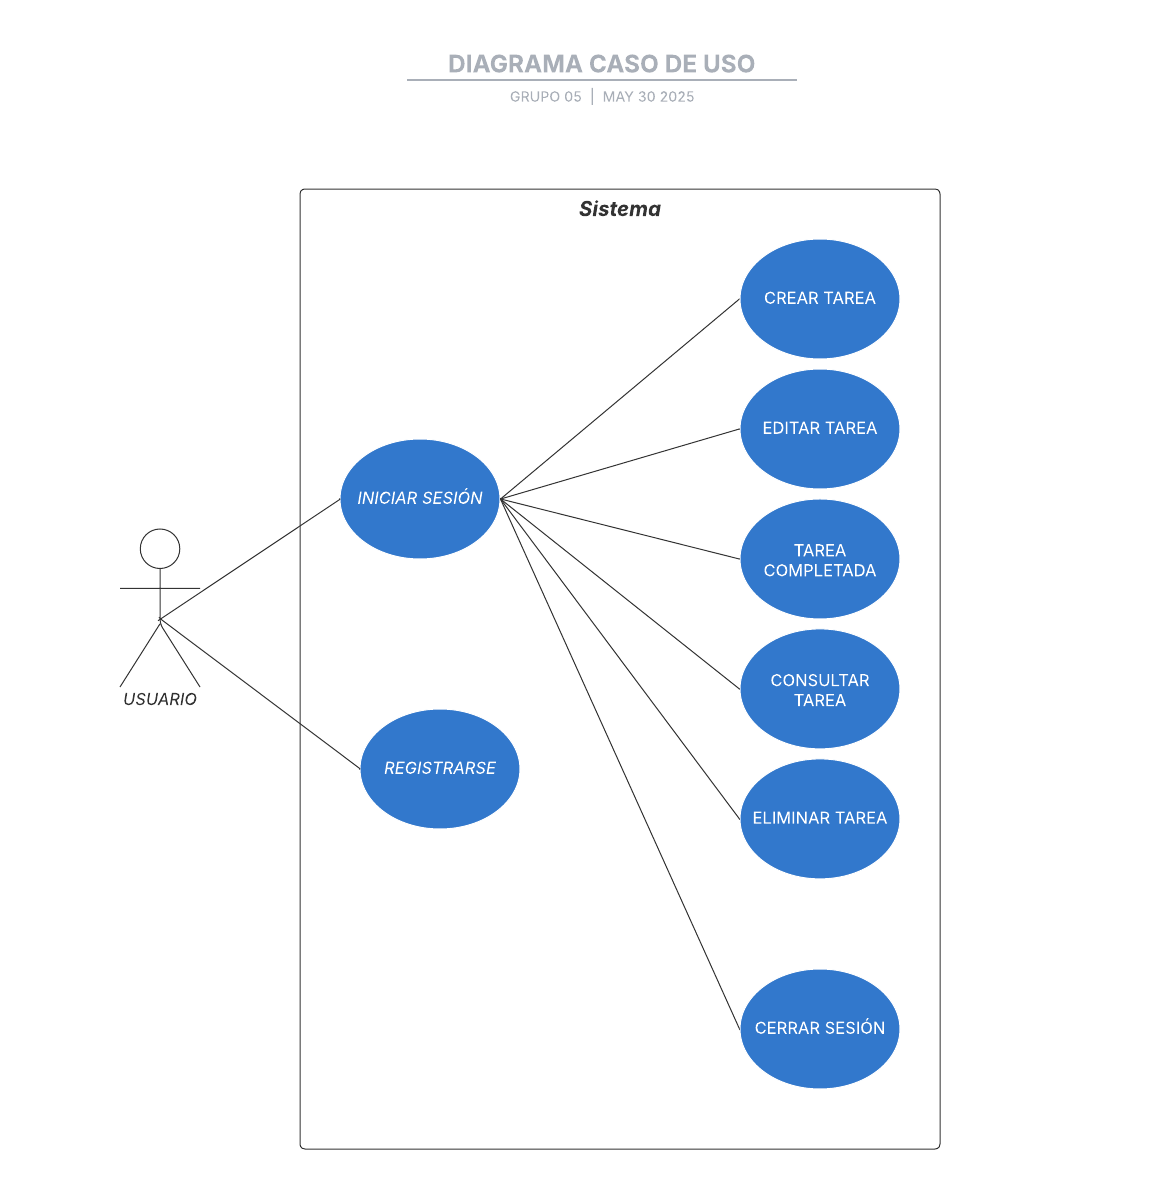 DIAGRAMA CASO DE USO
GRUPO 05 | MAY 30 2025
Sistema
CREAR TAREA
EDITAR TAREA
INICIAR SESIÓN
TAREA
COMPLETADA
CONSULTAR
TAREA
USUARIO
REGISTRARSE
ELIMINAR TAREA
CERRAR SESIÓN